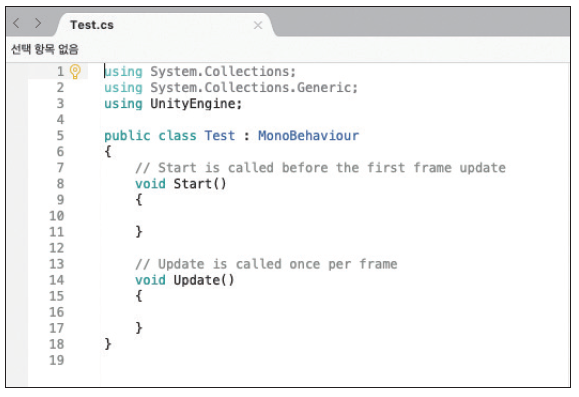 Test.cs
선택 항목 없음
1 using System.Collections;
2 using System.Collections.Generic;
3 using UnityEngine;
4
5 public class Test : MonoBehaviour
6 {
7 // Start is called before the first frame update
8 void Start()
9 {
10
11 }
12
13 // Update is called once per frame
14 void Update()
15 {
16
17 }
18 }
19